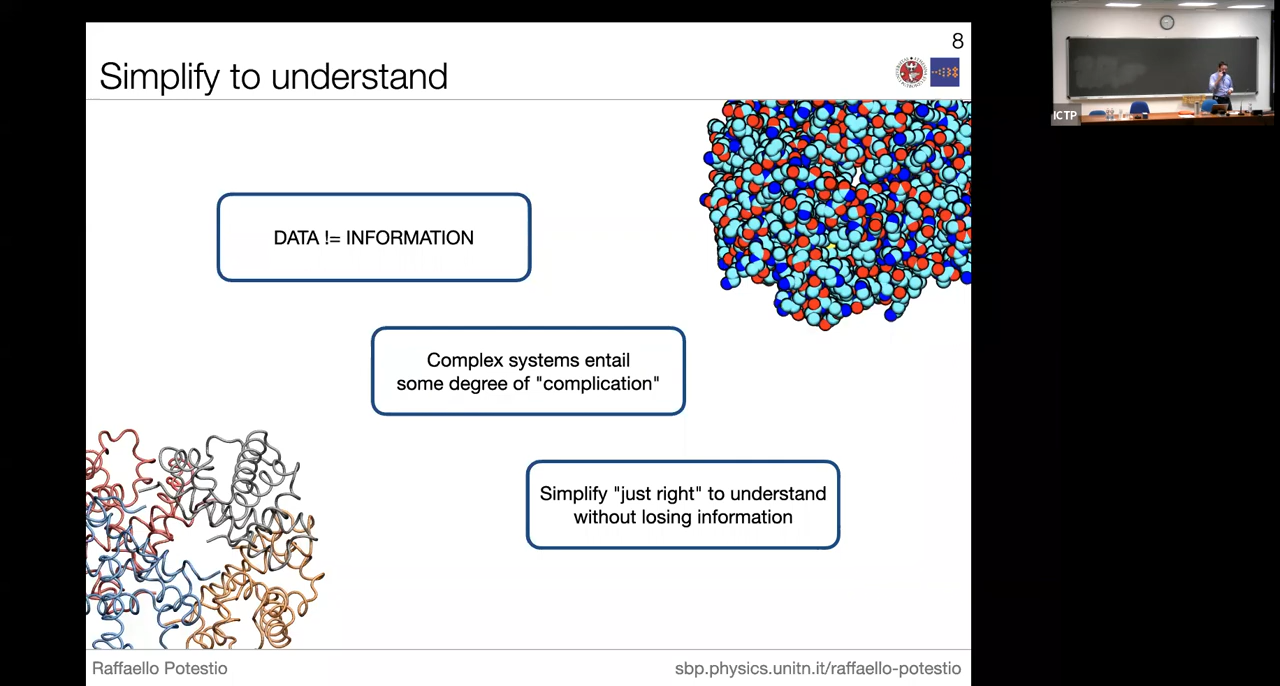 8
Simplify to understand
DATA != INFORMATION
Complex systems entail
some degree of "complication"
Simplify "just right" to understand
without losing information
Raffaello Potestio
sbp.physics.unitn.it/raffaello-potestio
ICTP